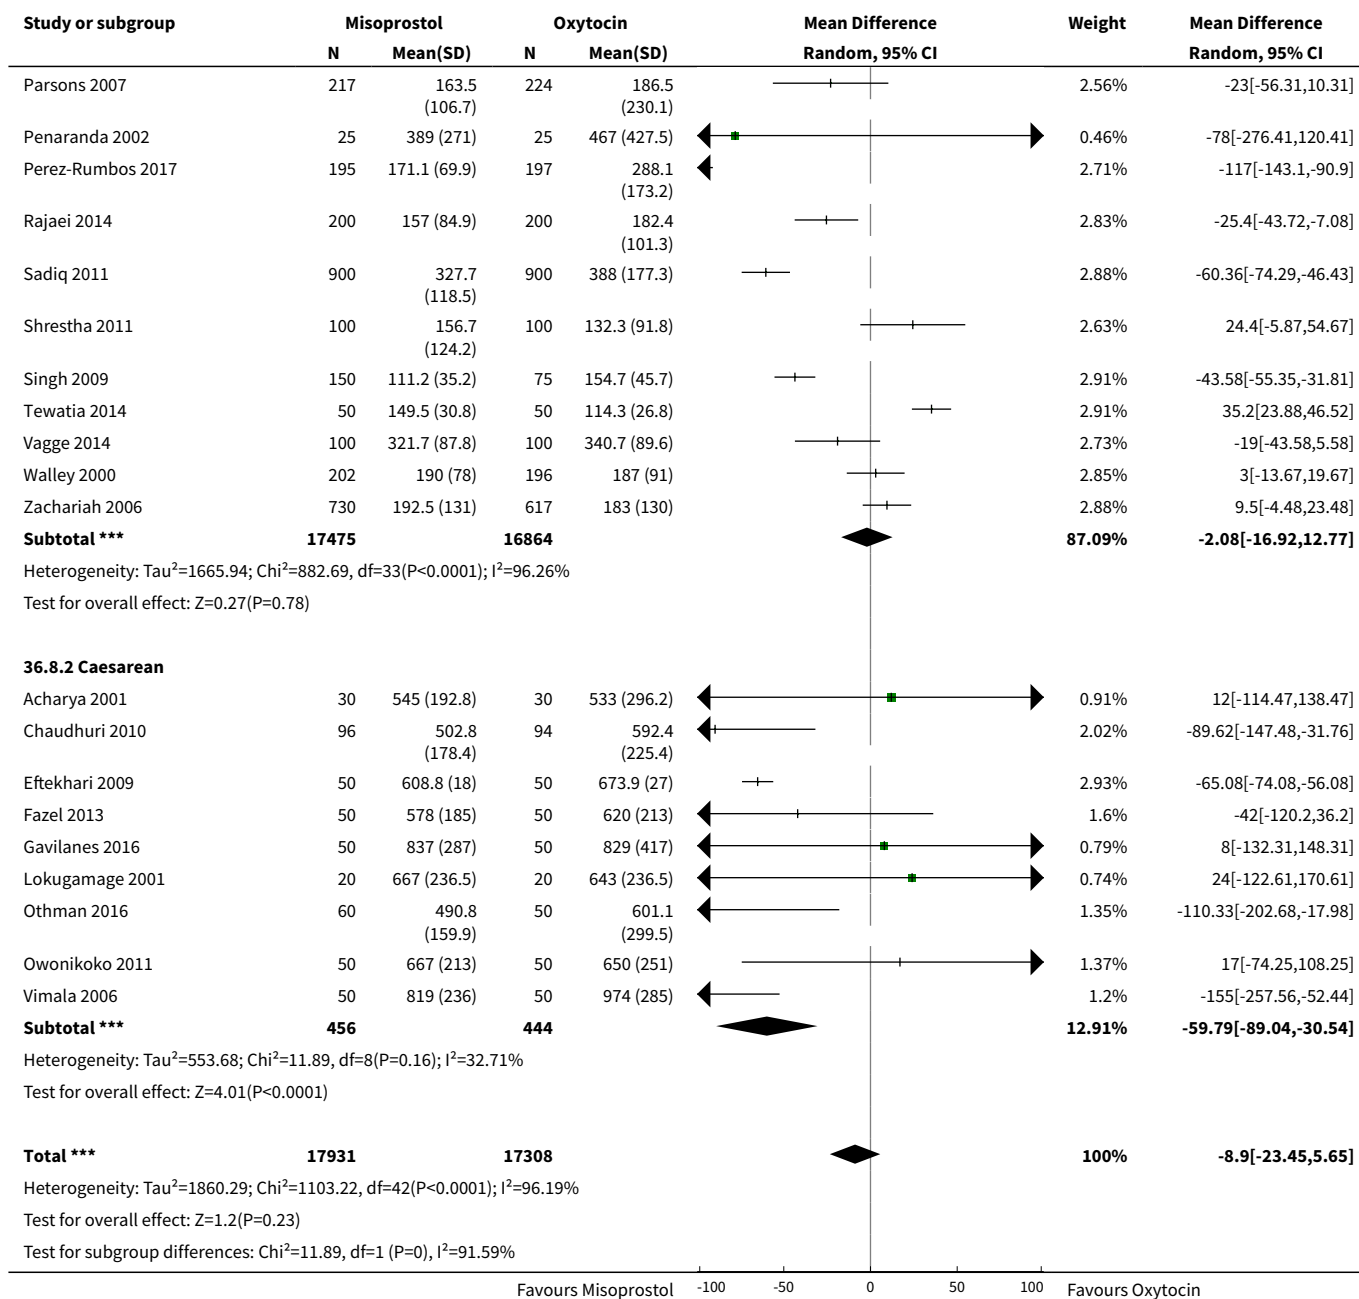 Study or subgroup Misoprostol Oxytocin Mean Difference Weight Mean Difference
N Mean(SD) N Mean(SD) Random, 95% CI Random, 95% CI
Parsons 2007 217 163.5 224 186.5 2.56% -23[-56.31,10.31]
(106.7) (230.1)
Penaranda 2002 25 389 (271) 25 467 (427.5) 0.46% -78[-276.41,120.41]
Perez-Rumbos 2017 195 171.1 (69.9) 197 288.1 2.71% -117[-143.1,-90.9]
(173.2)
Rajaei 2014 200 157 (84.9) 200 182.4 2.83% -25.4[-43.72,-7.08]
(101.3)
Sadiq 2011 900 327.7 900 388 (177.3) 2.88% -60.36[-74.29,-46.43]
(118.5)
Shrestha 2011 100 156.7 100 132.3 (91.8) 2.63% 24.4[-5.87,54.67]
(124.2)
Singh 2009 150 111.2 (35.2) 75 154.7 (45.7) 2.91% -43.58[-55.35,-31.81]
Tewatia 2014 50 149.5 (30.8) 50 114.3 (26.8) 2.91% 35.2[23.88,46.52]
Vagge 2014 100 321.7 (87.8) 100 340.7 (89.6) 2.73% -19[-43.58,5.58]
Walley 2000 202 190 (78) 196 187 (91) 2.85% 3[-13.67,19.67]
Zachariah 2006 730 192.5 (131) 617 183 (130) 2.88% 9.5[-4.48,23.48]
Subtotal *** 17475 16864 87.09% -2.08[-16.92,12.77]
Heterogeneity: Tau²=1665.94; Chi²=882.69, df=33(P<0.0001); I²=96.26%
Test for overall effect: Z=0.27(P=0.78)
36.8.2 Caesarean
Acharya 2001 30 545 (192.8) 30 533 (296.2) 0.91% 12[-114.47,138.47]
Chaudhuri 2010 96 502.8 94 592.4 2.02% -89.62[-147.48,-31.76]
(178.4) (225.4)
Eftekhari 2009 50 608.8 (18) 50 673.9 (27) 2.93% -65.08[-74.08,-56.08]
Fazel 2013 50 578 (185) 50 620 (213) 1.6% -42[-120.2,36.2]
Gavilanes 2016 50 837 (287) 50 829 (417) 0.79% 8[-132.31,148.31]
Lokugamage 2001 20 667 (236.5) 20 643 (236.5) 0.74% 24[-122.61,170.61]
Othman 2016 60 490.8 50 601.1 1.35% -110.33[-202.68,-17.98]
(159.9) (299.5)
Owonikoko 2011 50 667 (213) 50 650 (251) 1.37% 17[-74.25,108.25]
Vimala 2006 50 819 (236) 50 974 (285) 1.2% -155[-257.56,-52.44]
Subtotal *** 456 444 12.91% -59.79[-89.04,-30.54]
Heterogeneity: Tau²=553.68; Chi²=11.89, df=8(P=0.16); I²=32.71%
Test for overall effect: Z=4.01(P<0.0001)
Total *** 17931 17308 100% -8.9[-23.45,5.65]
Heterogeneity: Tau²=1860.29; Chi²=1103.22, df=42(P<0.0001); I²=96.19%
Test for overall effect: Z=1.2(P=0.23)
Test for subgroup differences: Chi²=11.89, df=1 (P=0), I²=91.59%
Favours Misoprostol -100 -50 0 50 100 Favours Oxytocin